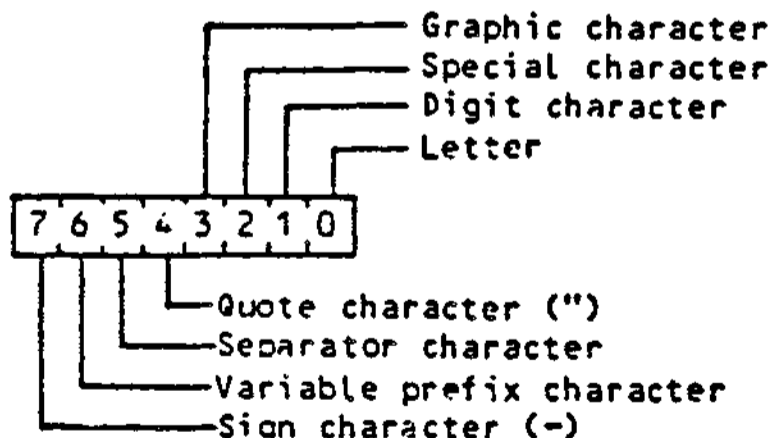 Graphic character
Special character
Digit character
Letter
7 6 5 4 3 2 1 0
Quote character (")
Separator character
Variable prefix character
Sign character (-)